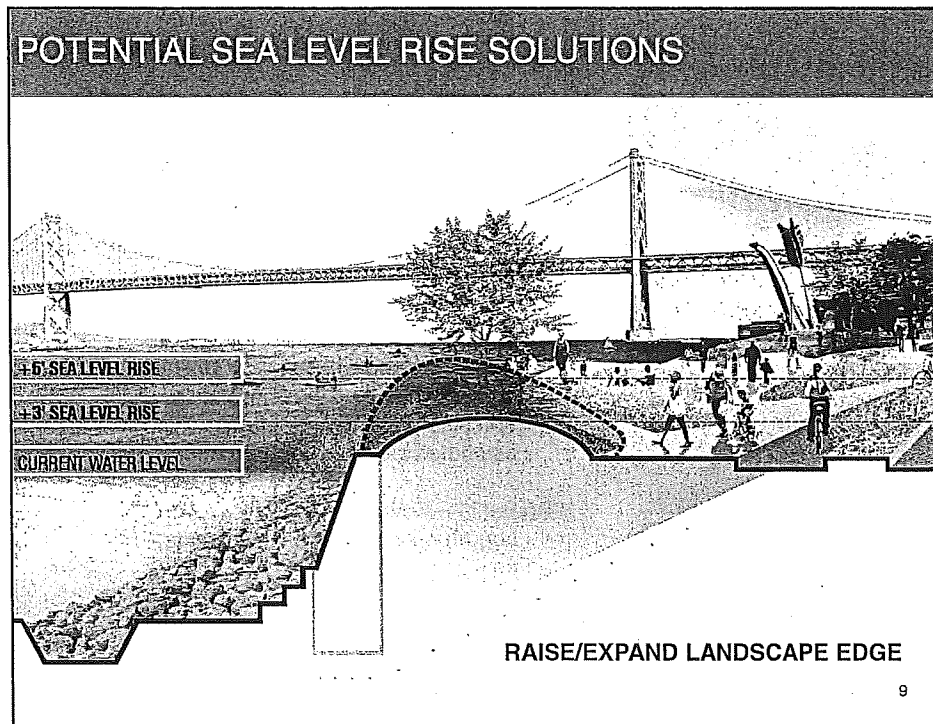 POTENTIAL SEA LEVEL RISE SOLUTIONS
+6' SEA LEVEL RISE
+3' SEA LEVEL RISE
CURRENT WATER LEVEL
RAISE/EXPAND LANDSCAPE EDGE
9